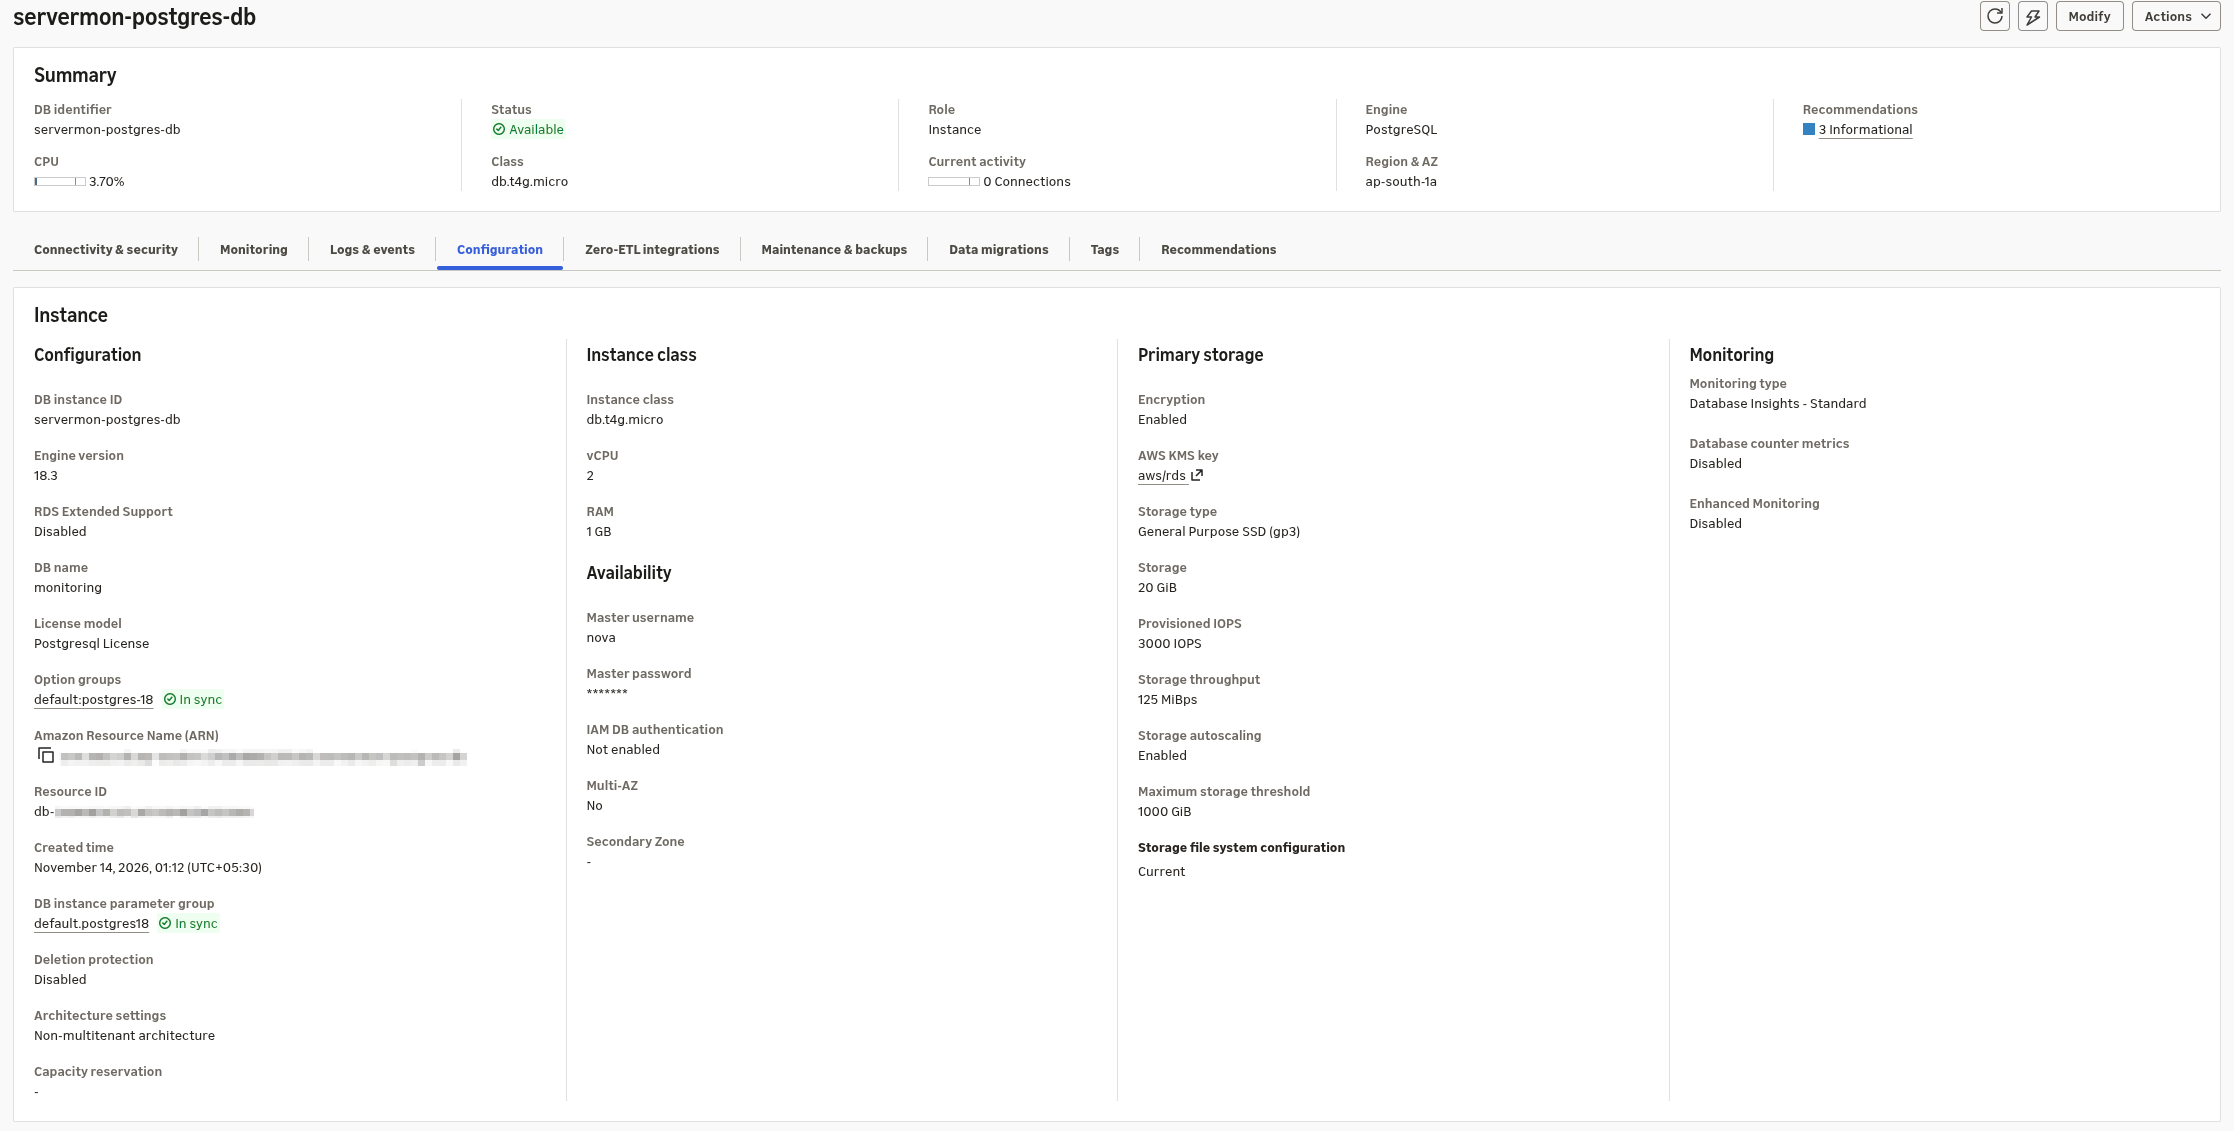 servermon-postgres-db
Modify
Actions
Summary
DB identifier
servermon-postgres-db
CPU
3.70%
Status
Available
Class
db.t4g.micro
Role
Instance
Current activity
0 Connections
Engine
PostgreSQL
Region & AZ
ap-south-1a
Recommendations
3 Informational
Connectivity & security
Monitoring
Logs & events
Configuration
Zero-ETL integrations
Maintenance & backups
Data migrations
Tags
Recommendations
Instance
Configuration
DB instance ID
servermon-postgres-db
Engine version
18.3
RDS Extended Support
Disabled
DB name
monitoring
License model
Postgresql License
Option groups
default:postgres-18 In sync
Amazon Resource Name (ARN)
Resource ID
db-
Created time
November 14, 2026, 01:12 (UTC+05:30)
DB instance parameter group
default.postgres18 In sync
Deletion protection
Disabled
Architecture settings
Non-multitenant architecture
Capacity reservation
-
Instance class
Instance class
db.t4g.micro
vCPU
2
RAM
1 GB
Availability
Master username
nova
Master password
*******
IAM DB authentication
Not enabled
Multi-AZ
No
Secondary Zone
-
Primary storage
Encryption
Enabled
AWS KMS key
aws/rds
Storage type
General Purpose SSD (gp3)
Storage
20 GiB
Provisioned IOPS
3000 IOPS
Storage throughput
125 MiBps
Storage autoscaling
Enabled
Maximum storage threshold
1000 GiB
Storage file system configuration
Current
Monitoring
Monitoring type
Database Insights - Standard
Database counter metrics
Disabled
Enhanced Monitoring
Disabled